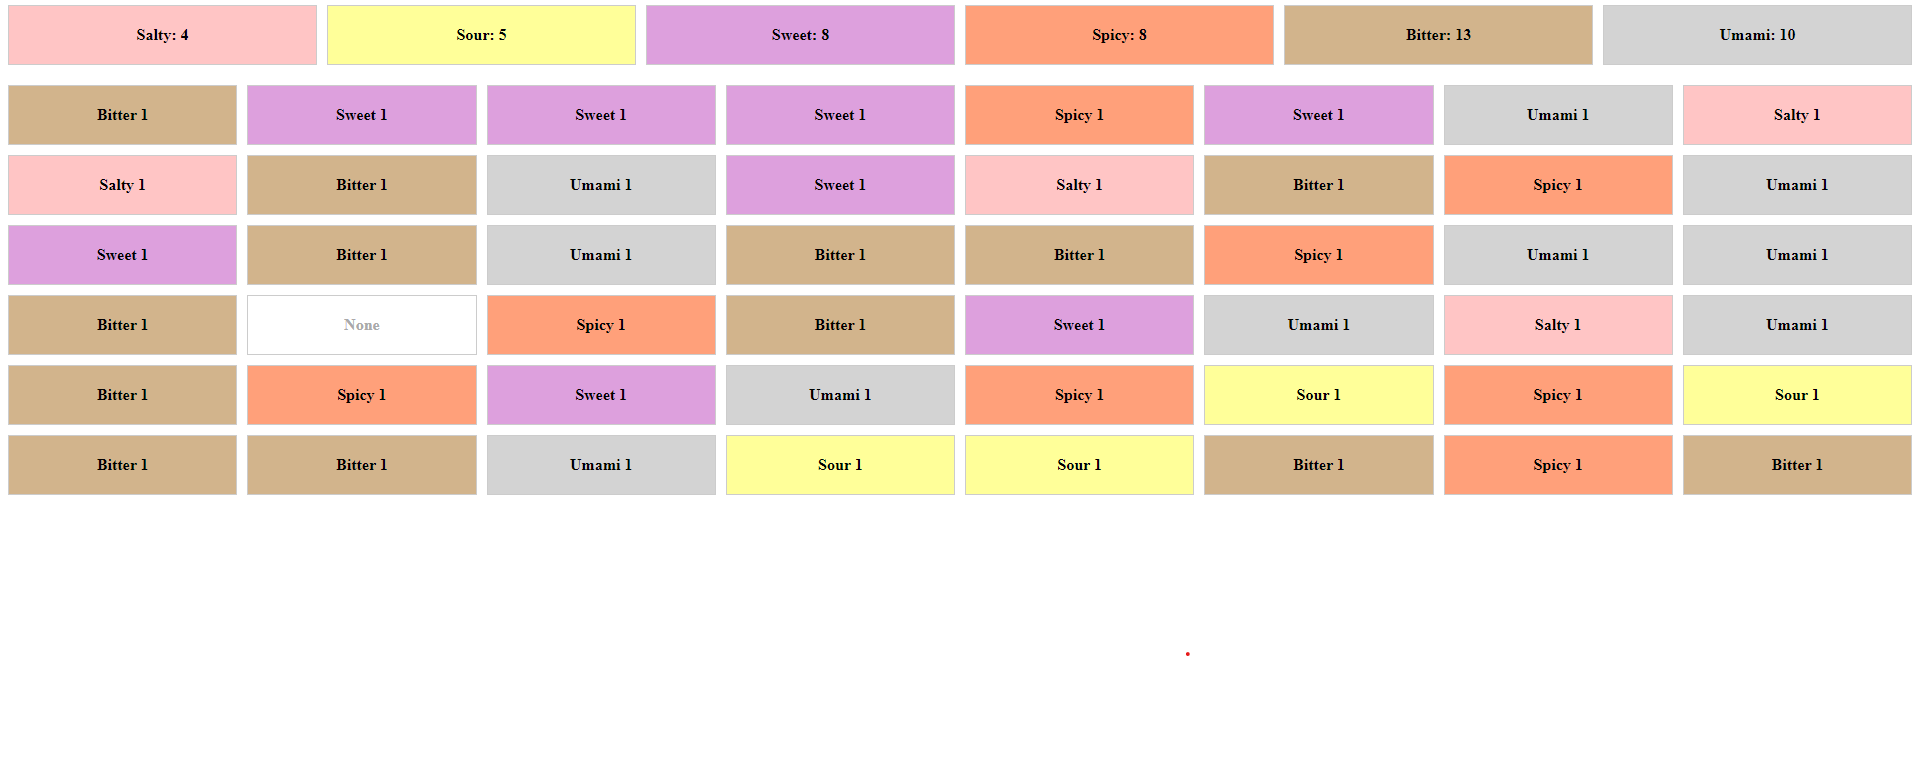 Salty: 4 Sour: 5 Sweet: 8 Spicy: 8 Bitter: 13 Umami: 10
Bitter 1 Sweet 1 Sweet 1 Sweet 1 Spicy 1 Sweet 1 Umami 1 Salty 1
Salty 1 Bitter 1 Umami 1 Sweet 1 Salty 1 Bitter 1 Spicy 1 Umami 1
Sweet 1 Bitter 1 Umami 1 Bitter 1 Bitter 1 Spicy 1 Umami 1 Umami 1
Bitter 1 None Spicy 1 Bitter 1 Sweet 1 Umami 1 Salty 1 Umami 1
Bitter 1 Spicy 1 Sweet 1 Umami 1 Spicy 1 Sour 1 Spicy 1 Sour 1
Bitter 1 Bitter 1 Umami 1 Sour 1 Sour 1 Bitter 1 Spicy 1 Bitter 1